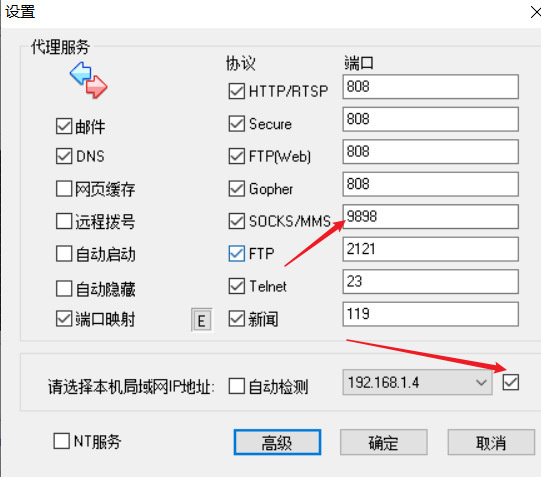 设置
代理服务
协议 端口
HTTP/RTSP 808
邮件 Secure 808
DNS FTP(Web) 808
网页缓存 Gopher 808
远程拨号 SOCKS/MMS 9898
自动启动 FTP 2121
自动隐藏 Telnet 23
端口映射 E 新闻 119
请选择本机局域网IP地址: 自动检测 192.168.1.4
NT服务 高级 确定 取消